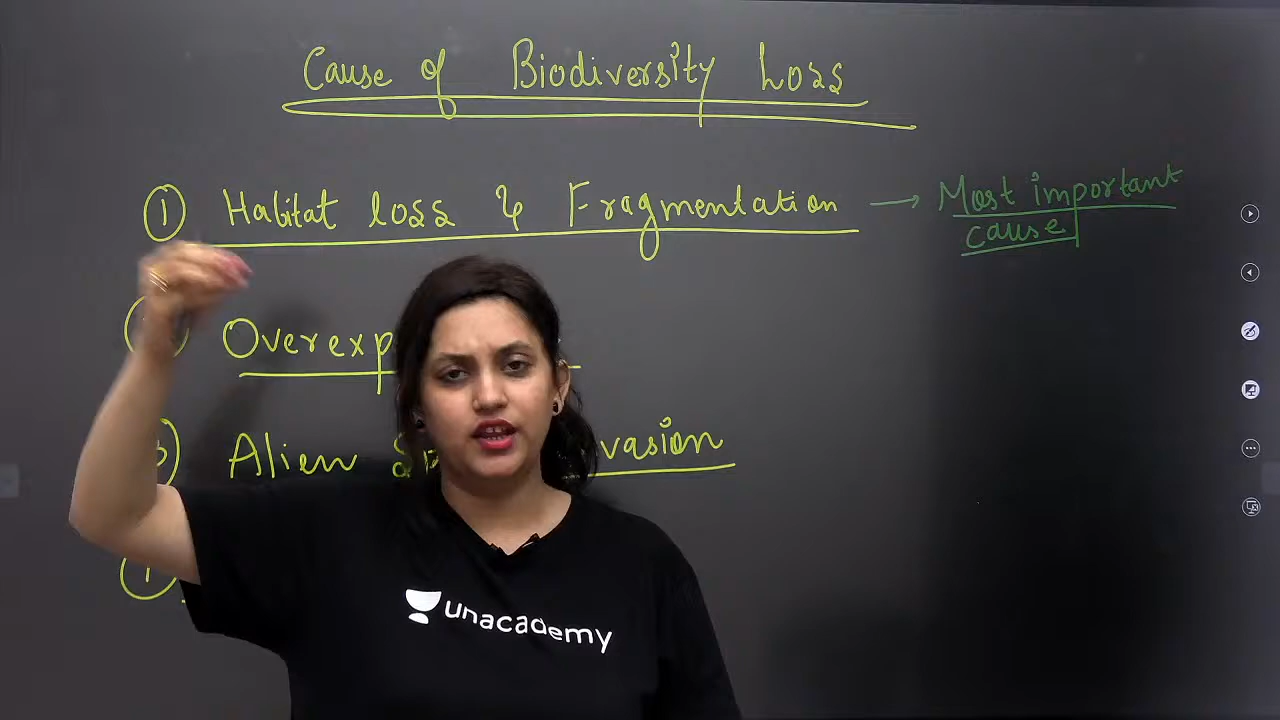 Cause of Biodiversity Loss
① Habitat loss & Fragmentation → Most important
cause
Overexp
Alien vasion
unacademy